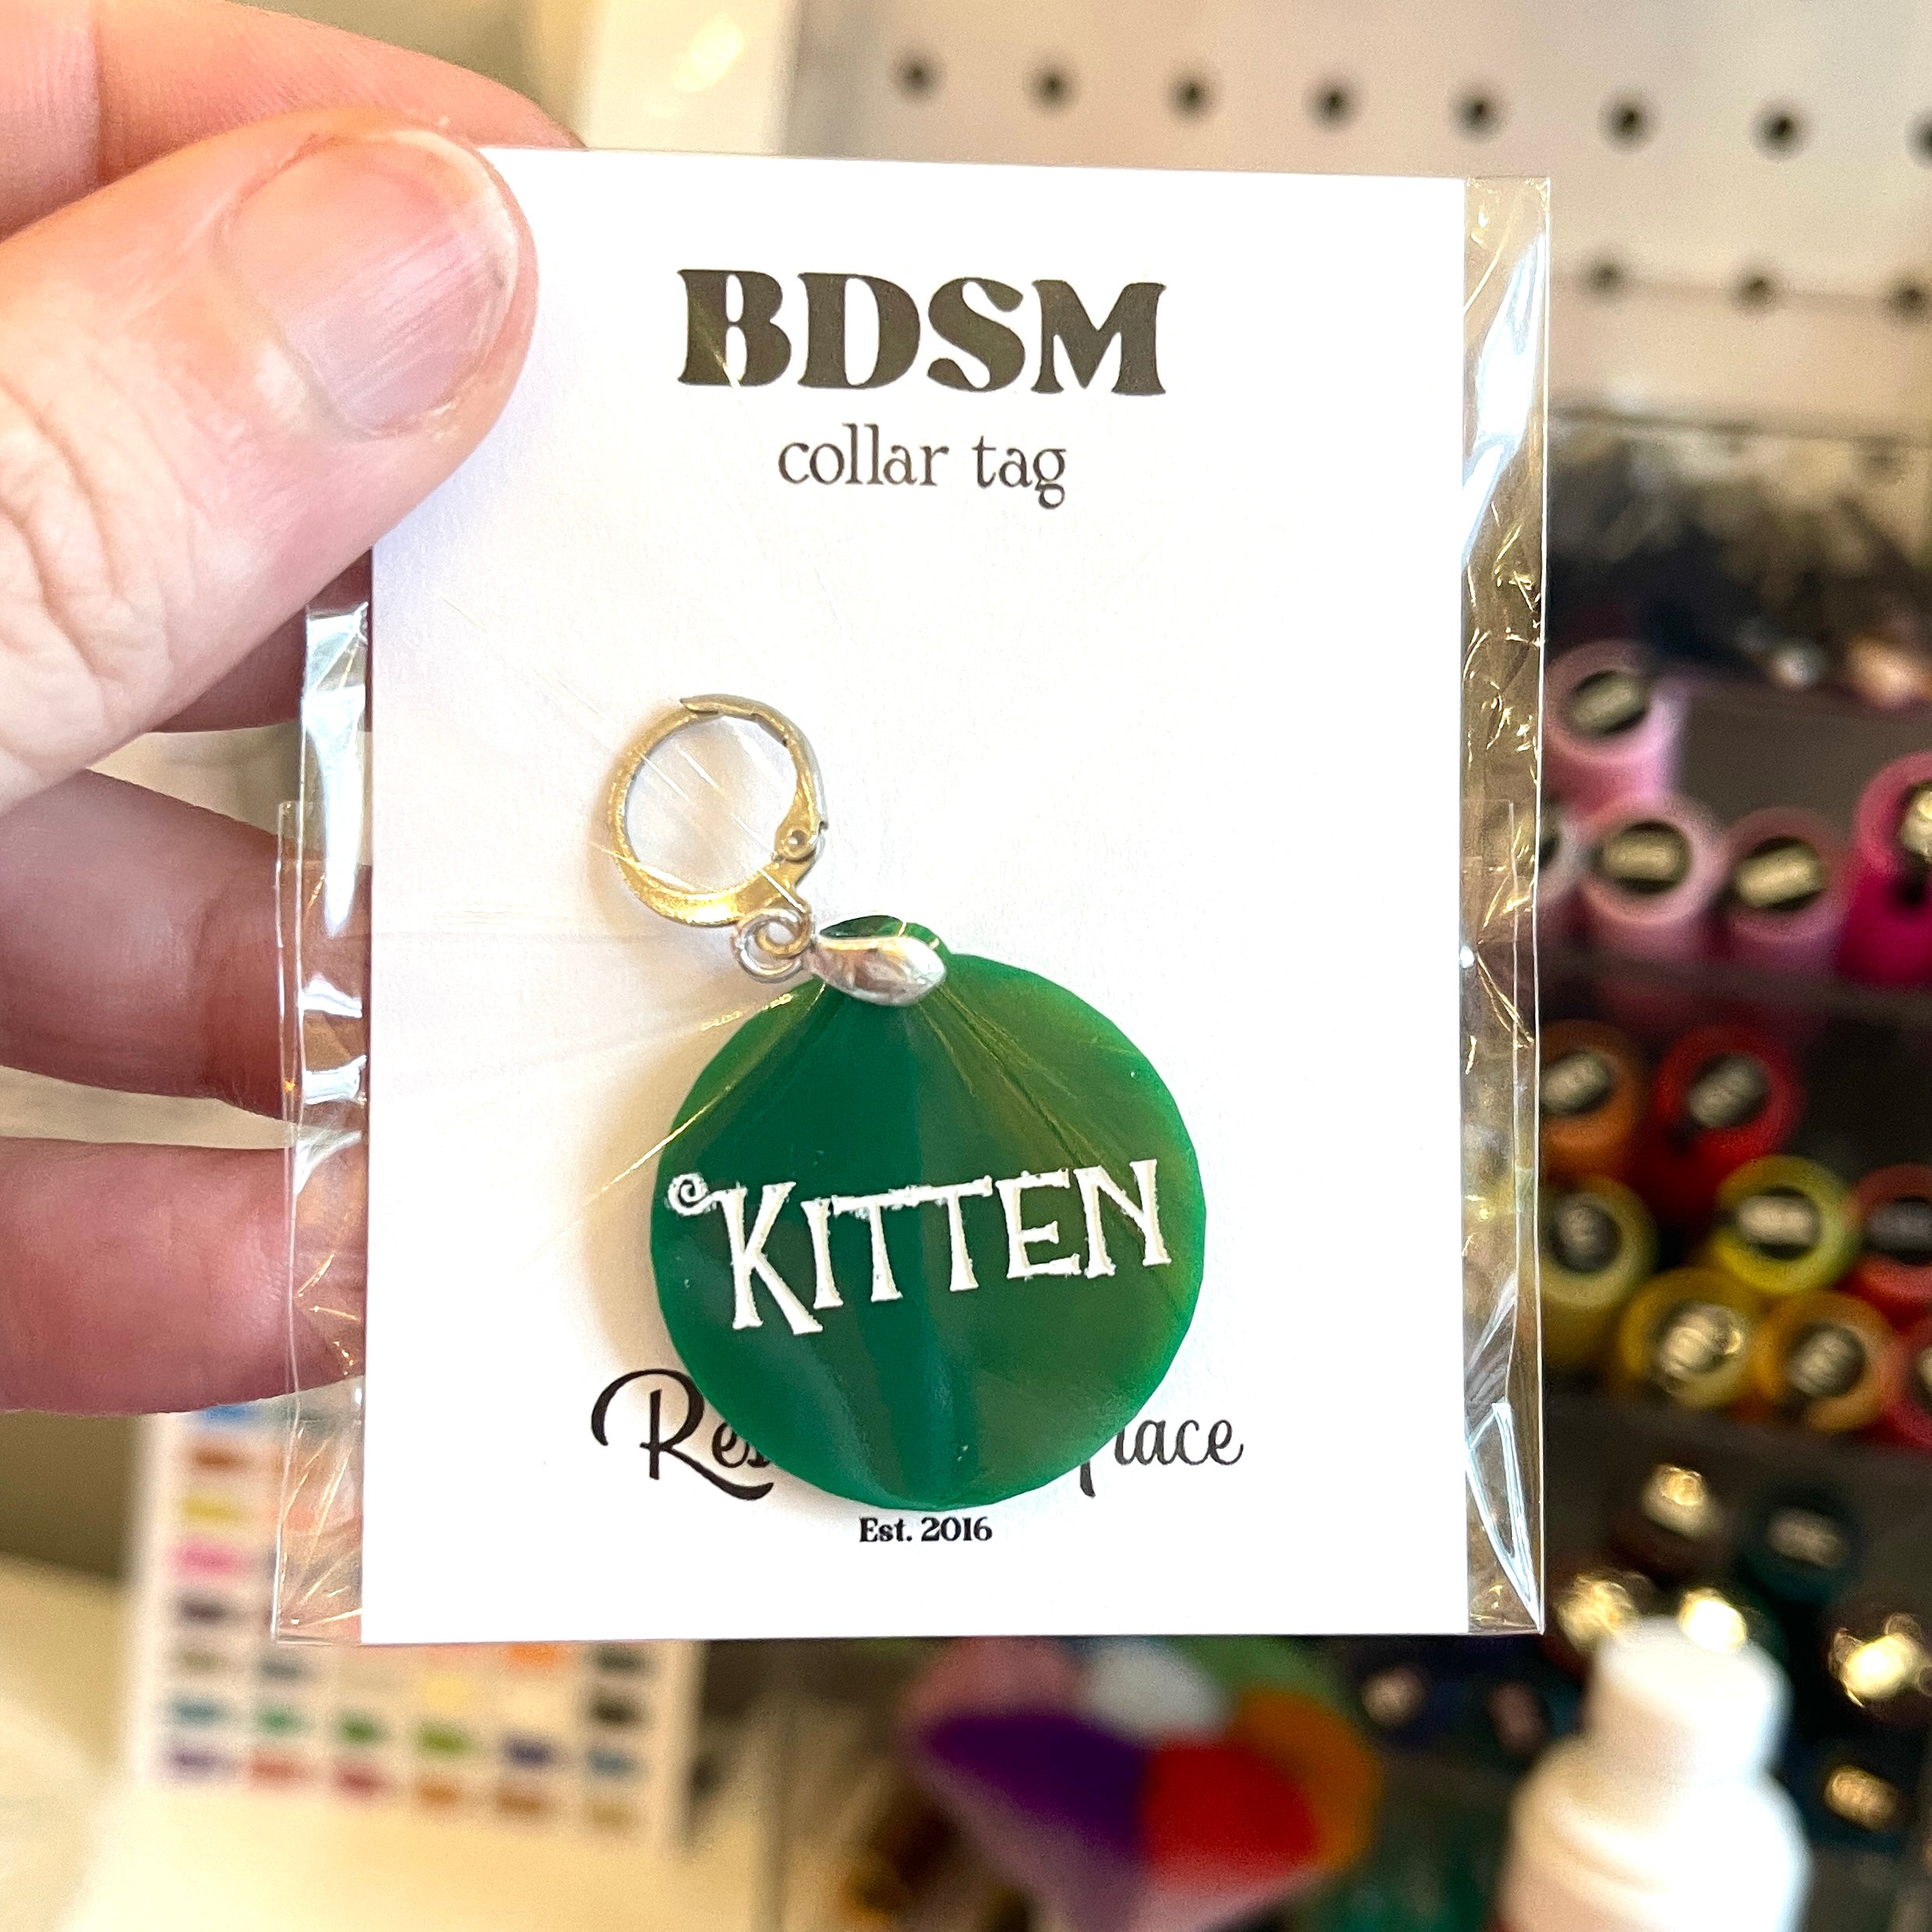 BDSM
collar tag
KITTEN
Est. 2016